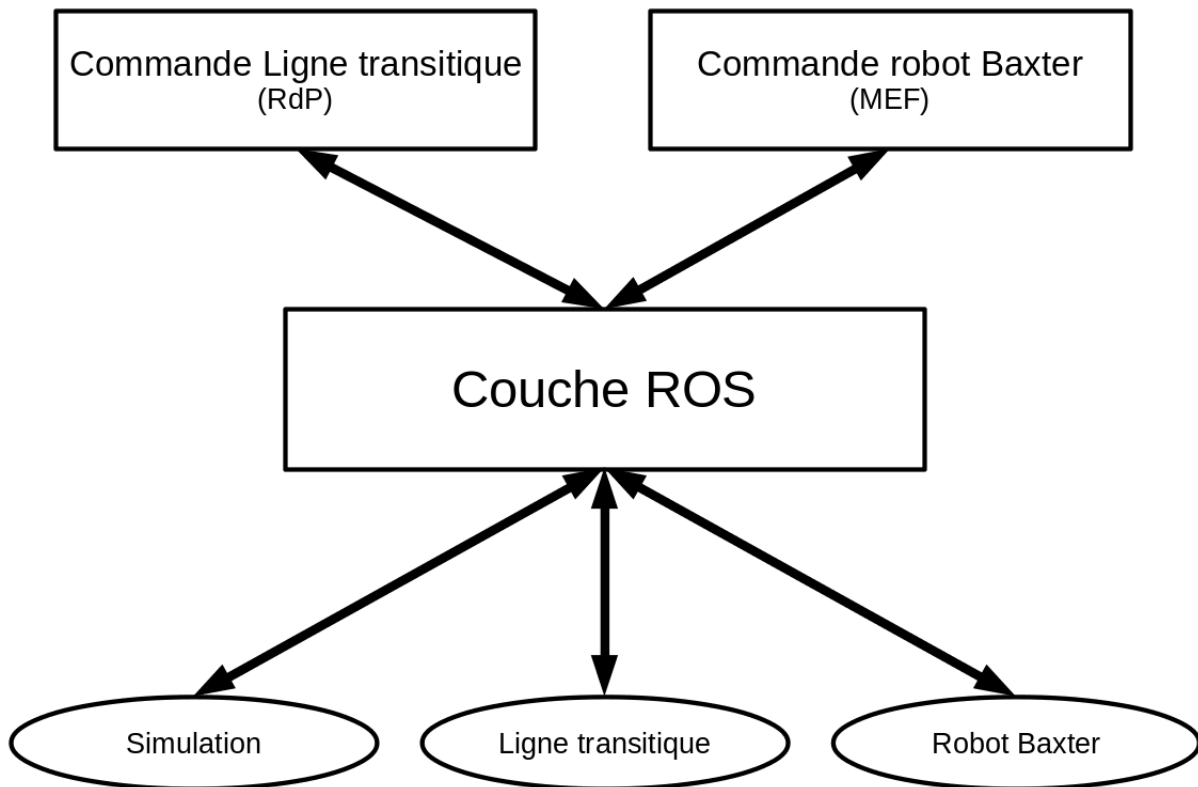 Commande Ligne transitique
(RdP)
Commande robot Baxter
(MEF)
Couche ROS
Simulation
Ligne transitique
Robot Baxter